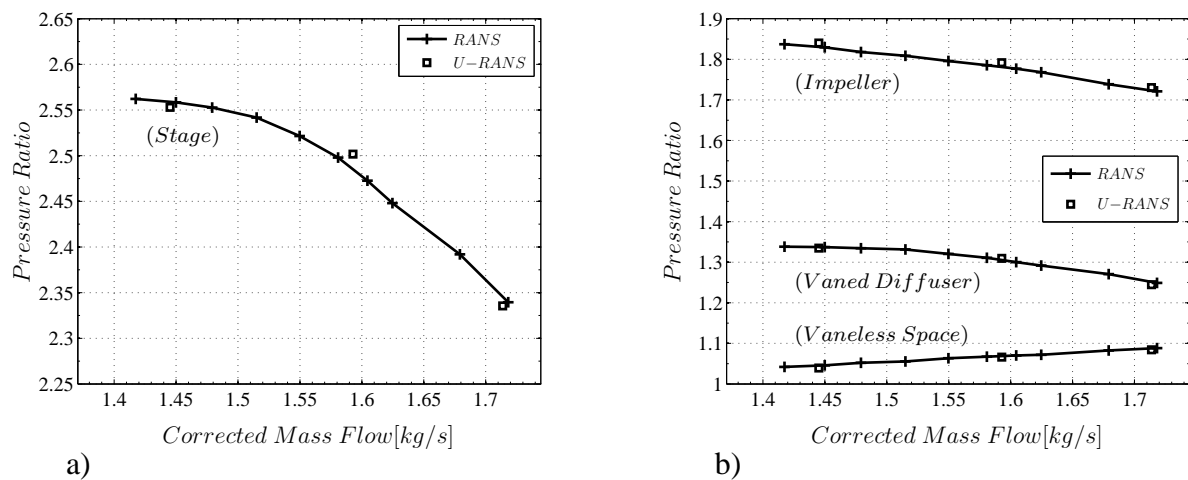 2.65
2.6
2.55
2.5
2.45
2.4
2.35
2.3
2.25
Pressure Ratio
RANS
U−RANS
(Stage)
1.4 1.45 1.5 1.55 1.6 1.65 1.7
Corrected Mass Flow[kg/s]
a)
1.9
1.8
1.7
1.6
1.5
1.4
1.3
1.2
1.1
1
Pressure Ratio
(Impeller)
RANS
U−RANS
(Vaned Diffuser)
(Vaneless Space)
1.4 1.45 1.5 1.55 1.6 1.65 1.7
Corrected Mass Flow[kg/s]
b)